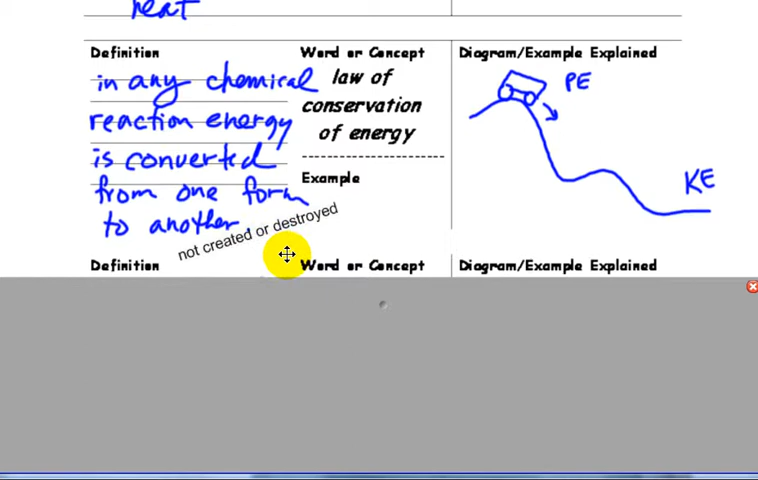 heat
Definition
in any chemical
reaction energy
is converted
from one form
to another.
not created or destroyed
Word or Concept
law of
conservation
of energy
Example
Diagram/Example Explained
PE
KE
Definition
Word or Concept
Diagram/Example Explained